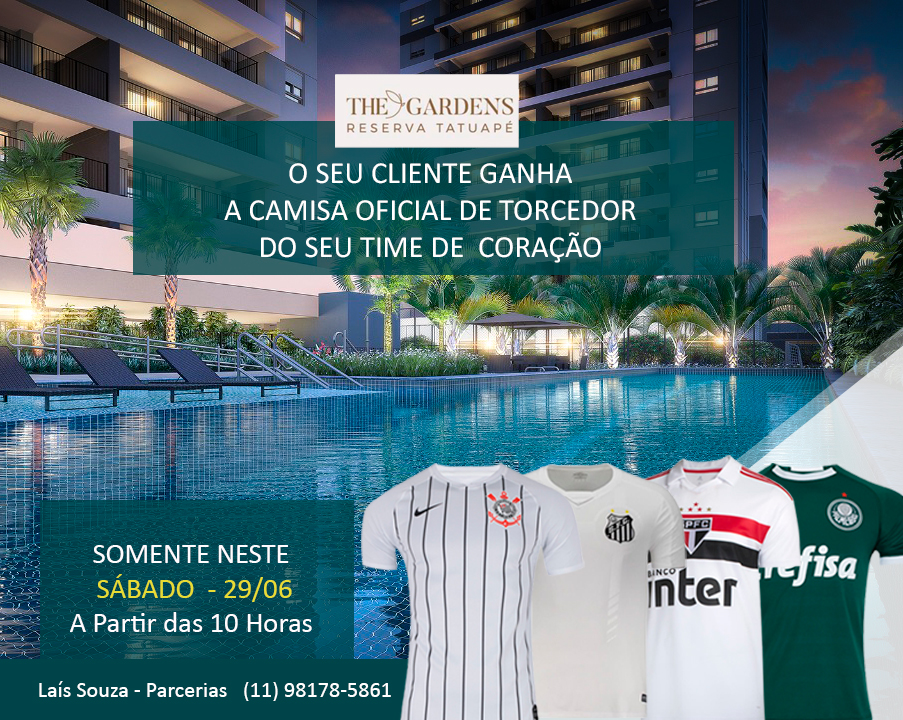 THE GARDENS
RESERVA TATUAPÉ
O SEU CLIENTE GANHA
A CAMISA OFICIAL DE TORCEDOR
DO SEU TIME DE CORAÇÃO
SOMENTE NESTE
SÁBADO - 29/06
A Partir das 10 Horas
SPFC
BANCO
inter
refisa
Laís Souza - Parcerias (11) 98178-5861